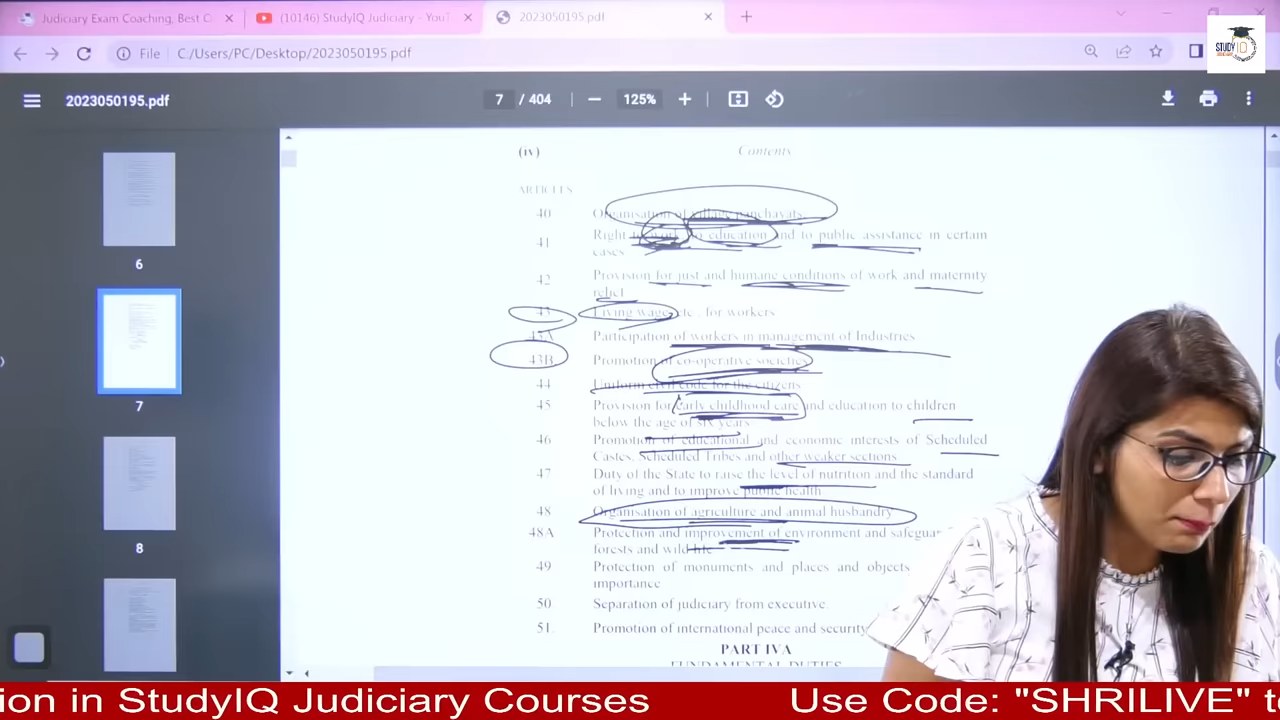 Judiciary Exam Coaching, Best C
(10146) StudyIQ Judiciary - YouT
2023050195.pdf
File C:/Users/PC/Desktop/2023050195.pdf
STUDY IQ
2023050195.pdf
7 / 404
125%
(iv) Contents
ARTICLES
40 Organisation of village panchayats.
41 Right to work, to education and to public assistance in certain
cases.
42 Provision for just and humane conditions of work and maternity
relief.
43 Living wage, etc., for workers
43A Participation of workers in management of Industries
43B Promotion of co-operative societies
44 Uniform civil code for the citizens
45 Provision for early childhood care and education to children
below the age of six years
46 Promotion of educational and economic interests of Scheduled
Castes, Scheduled Tribes and other weaker sections.
47 Duty of the State to raise the level of nutrition and the standard
of living and to improve public health
48 Organisation of agriculture and animal husbandry
48A Protection and improvement of environment and safegua
forests and wild life
49 Protection of monuments and places and objects
importance
50. Separation of judiciary from executive.
51. Promotion of international peace and security
PART IVA
FUNDAMENTAL DUTIES
6
7
8
ion in StudyIQ Judiciary Courses Use Code: "SHRILIVE" to